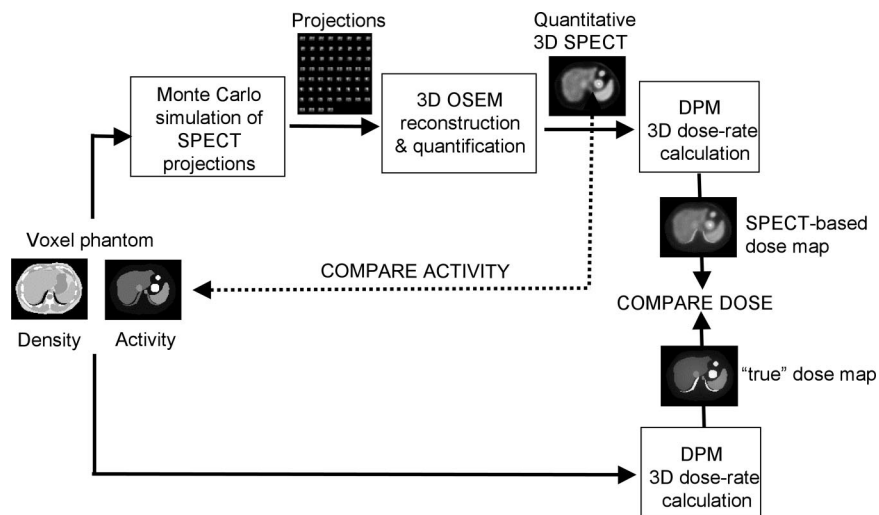 Projections
Quantitative
3D SPECT
Monte Carlo
simulation of
SPECT
projections
3D OSEM
reconstruction
& quantification
DPM
3D dose-rate
calculation
Voxel phantom
SPECT-based
dose map
COMPARE ACTIVITY
COMPARE DOSE
Density
Activity
“true” dose map
DPM
3D dose-rate
calculation